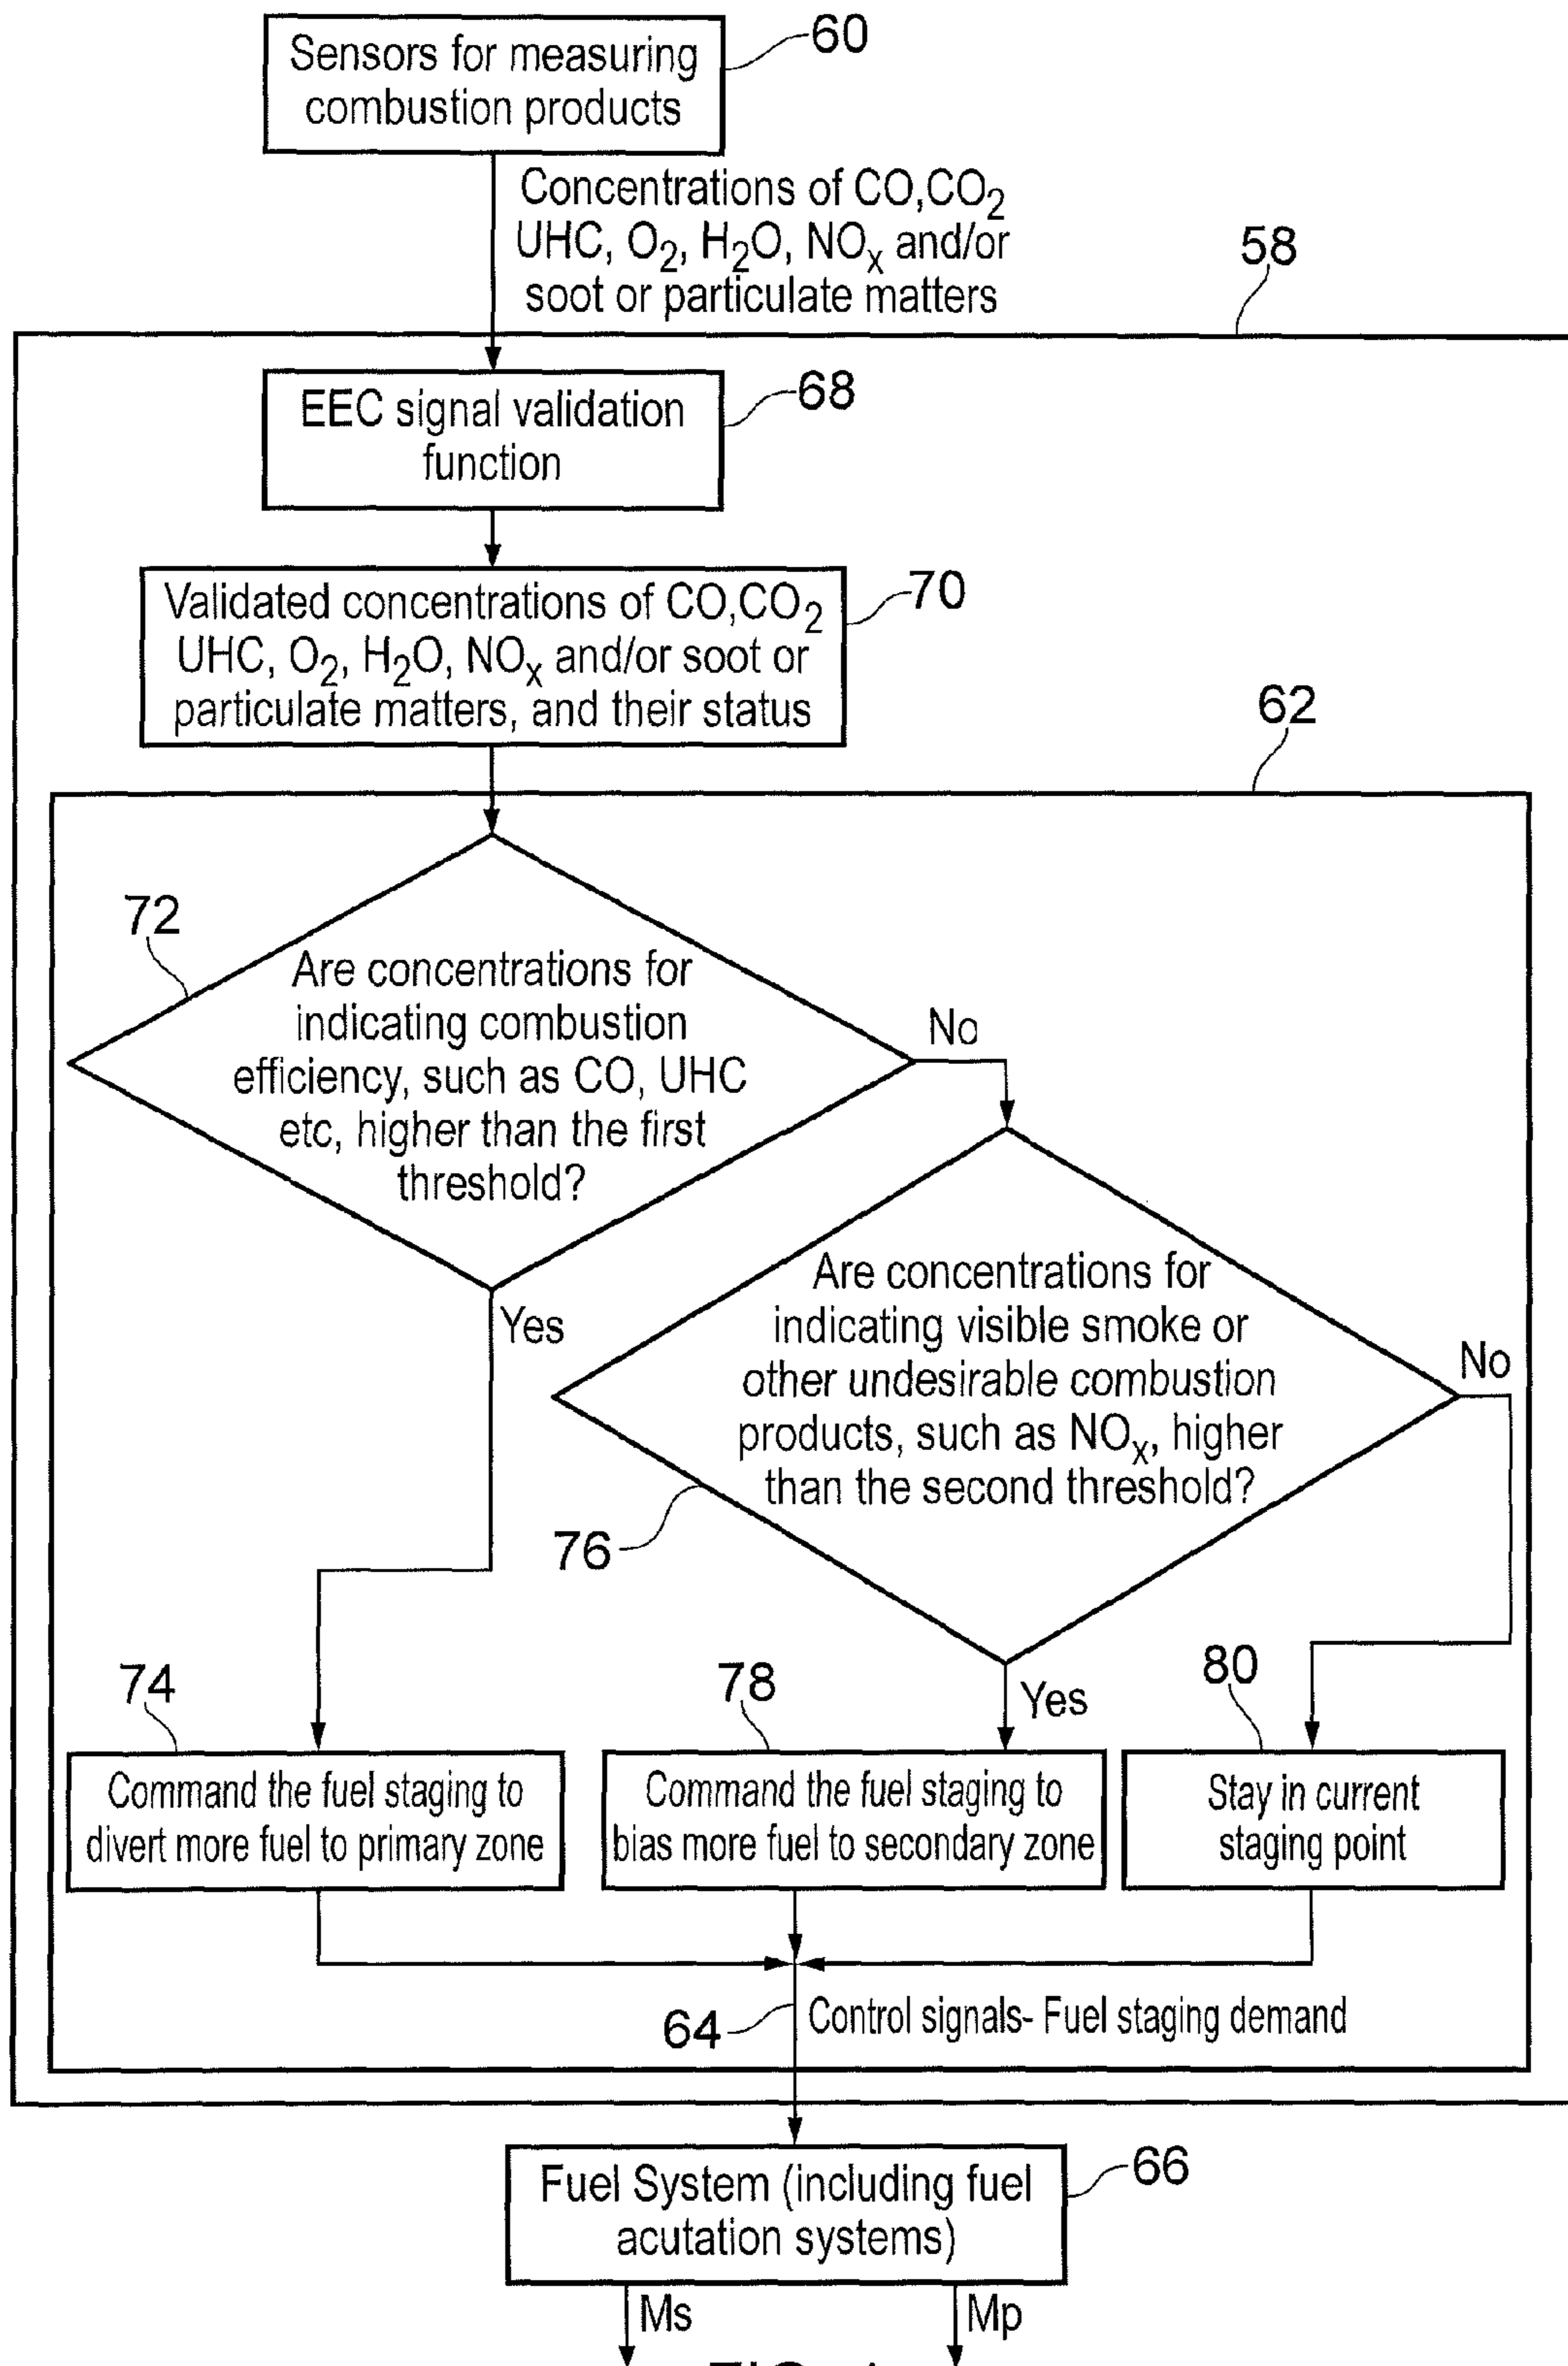 Sensors for measuring
combustion products
60
Concentrations of CO,CO2
UHC, O2, H2O, NOx and/or
soot or particulate matters
58
EEC signal validation
function
68
Validated concentrations of CO,CO2
UHC, O2, H2O, NOx and/or soot or
particulate matters, and their status
70
62
72
Are concentrations for
indicating combustion
efficiency, such as CO, UHC
etc, higher than the first
threshold?
No
Yes
Are concentrations for
indicating visible smoke or
other undesirable combustion
products, such as NOx, higher
than the second threshold?
No
76
Yes
74
78
80
Command the fuel staging to
divert more fuel to primary zone
Command the fuel staging to
bias more fuel to secondary zone
Stay in current
staging point
64
Control signals- Fuel staging demand
Fuel System (including fuel
acutation systems)
66
Ms
Mp